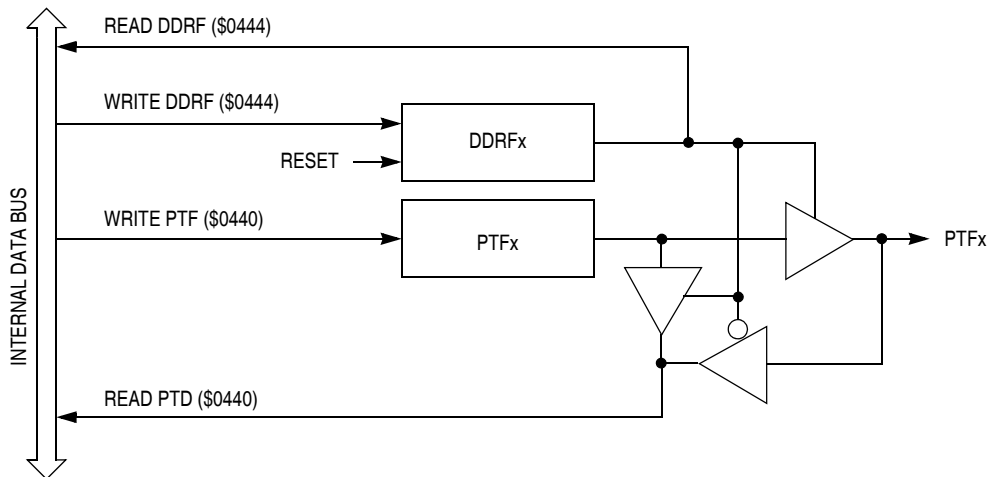 READ DDRF ($0444)
WRITE DDRF ($0444)
DDRFx
RESET
WRITE PTF ($0440)
PTFx
PTFx
INTERNAL DATA BUS
READ PTD ($0440)